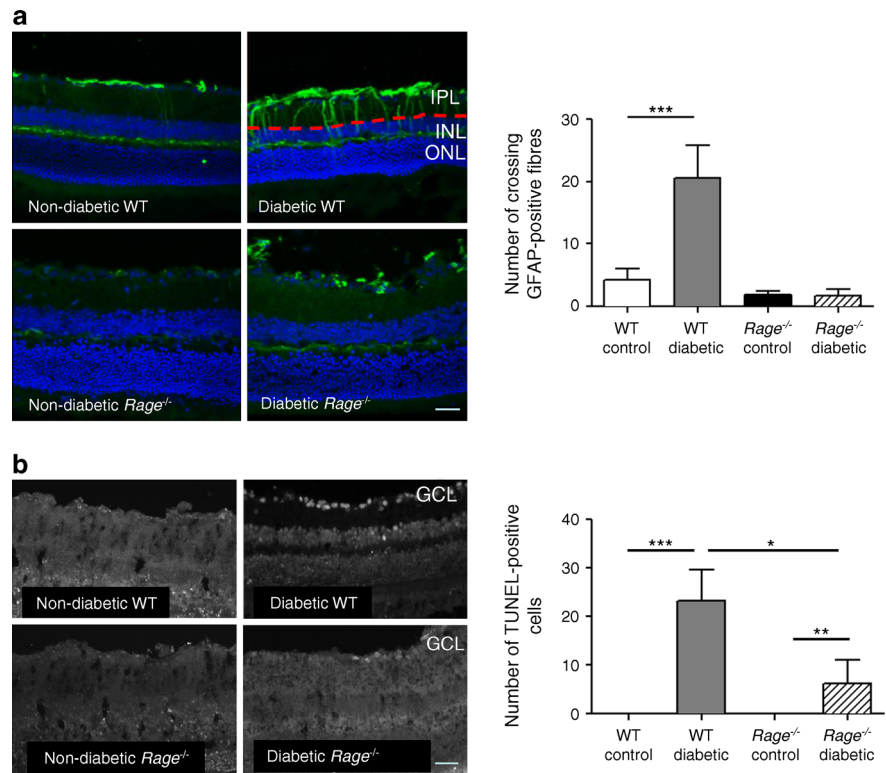 a
IPL
INL
ONL
Non-diabetic WT
Diabetic WT
Non-diabetic Rage-/-
Diabetic Rage-/-
Number of crossing
GFAP-positive fibres
30
20
10
0
***
WT
control
WT
diabetic
Rage-/-
control
Rage-/-
diabetic
b
GCL
Non-diabetic WT
Diabetic WT
GCL
Non-diabetic Rage-/-
Diabetic Rage-/-
Number of TUNEL-positive
cells
40
30
20
10
0
***
*
**
WT
control
WT
diabetic
Rage-/-
control
Rage-/-
diabetic